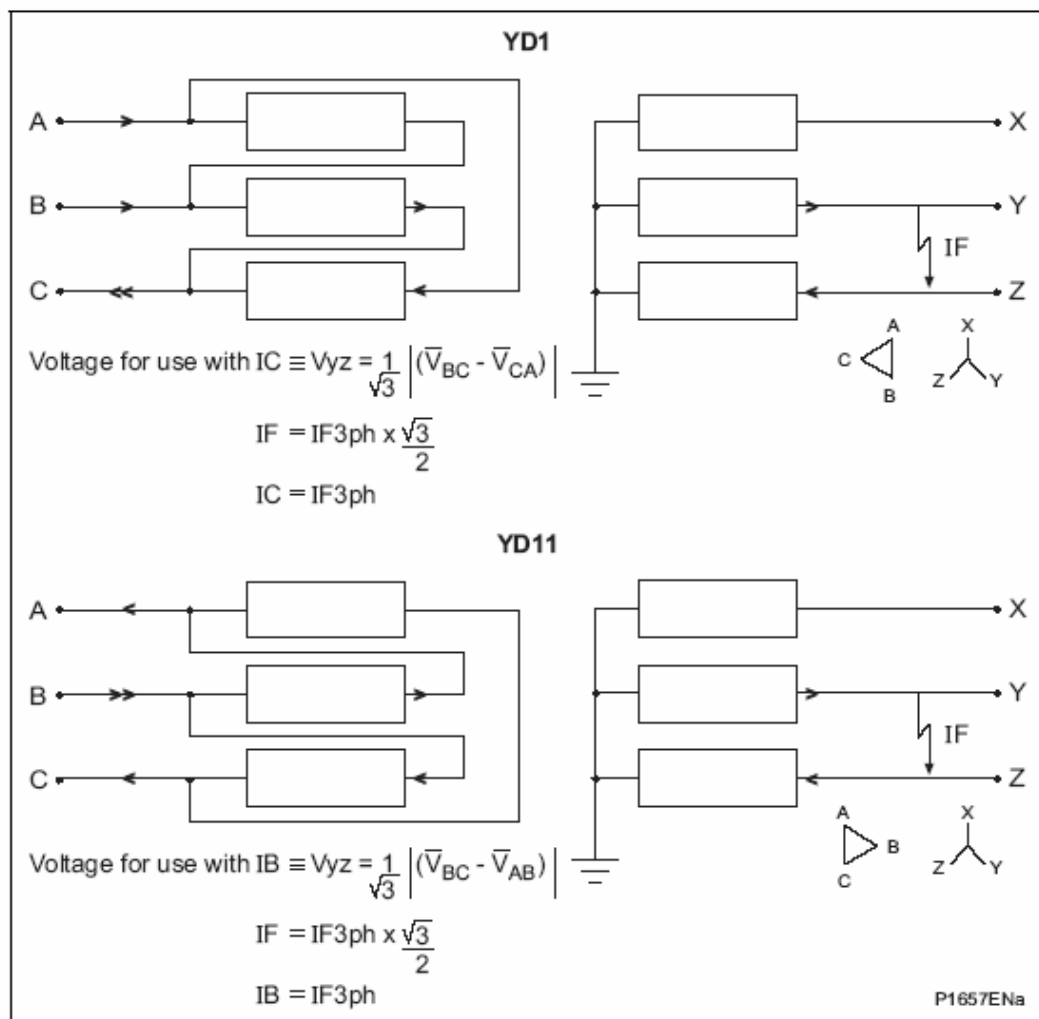 YD1
A
X
B
Y
IF
C
Z
A
C
B
X
Z
Y
Voltage for use with IC ≡ Vyz = 1/√3 |(V̅BC - V̅CA)|
IF = IF3ph x √3/2
IC = IF3ph
YD11
A
X
B
Y
IF
C
Z
A
B
C
X
Z
Y
Voltage for use with IB ≡ Vyz = 1/√3 |(V̅BC - V̅AB)|
IF = IF3ph x √3/2
IB = IF3ph
P1657ENa